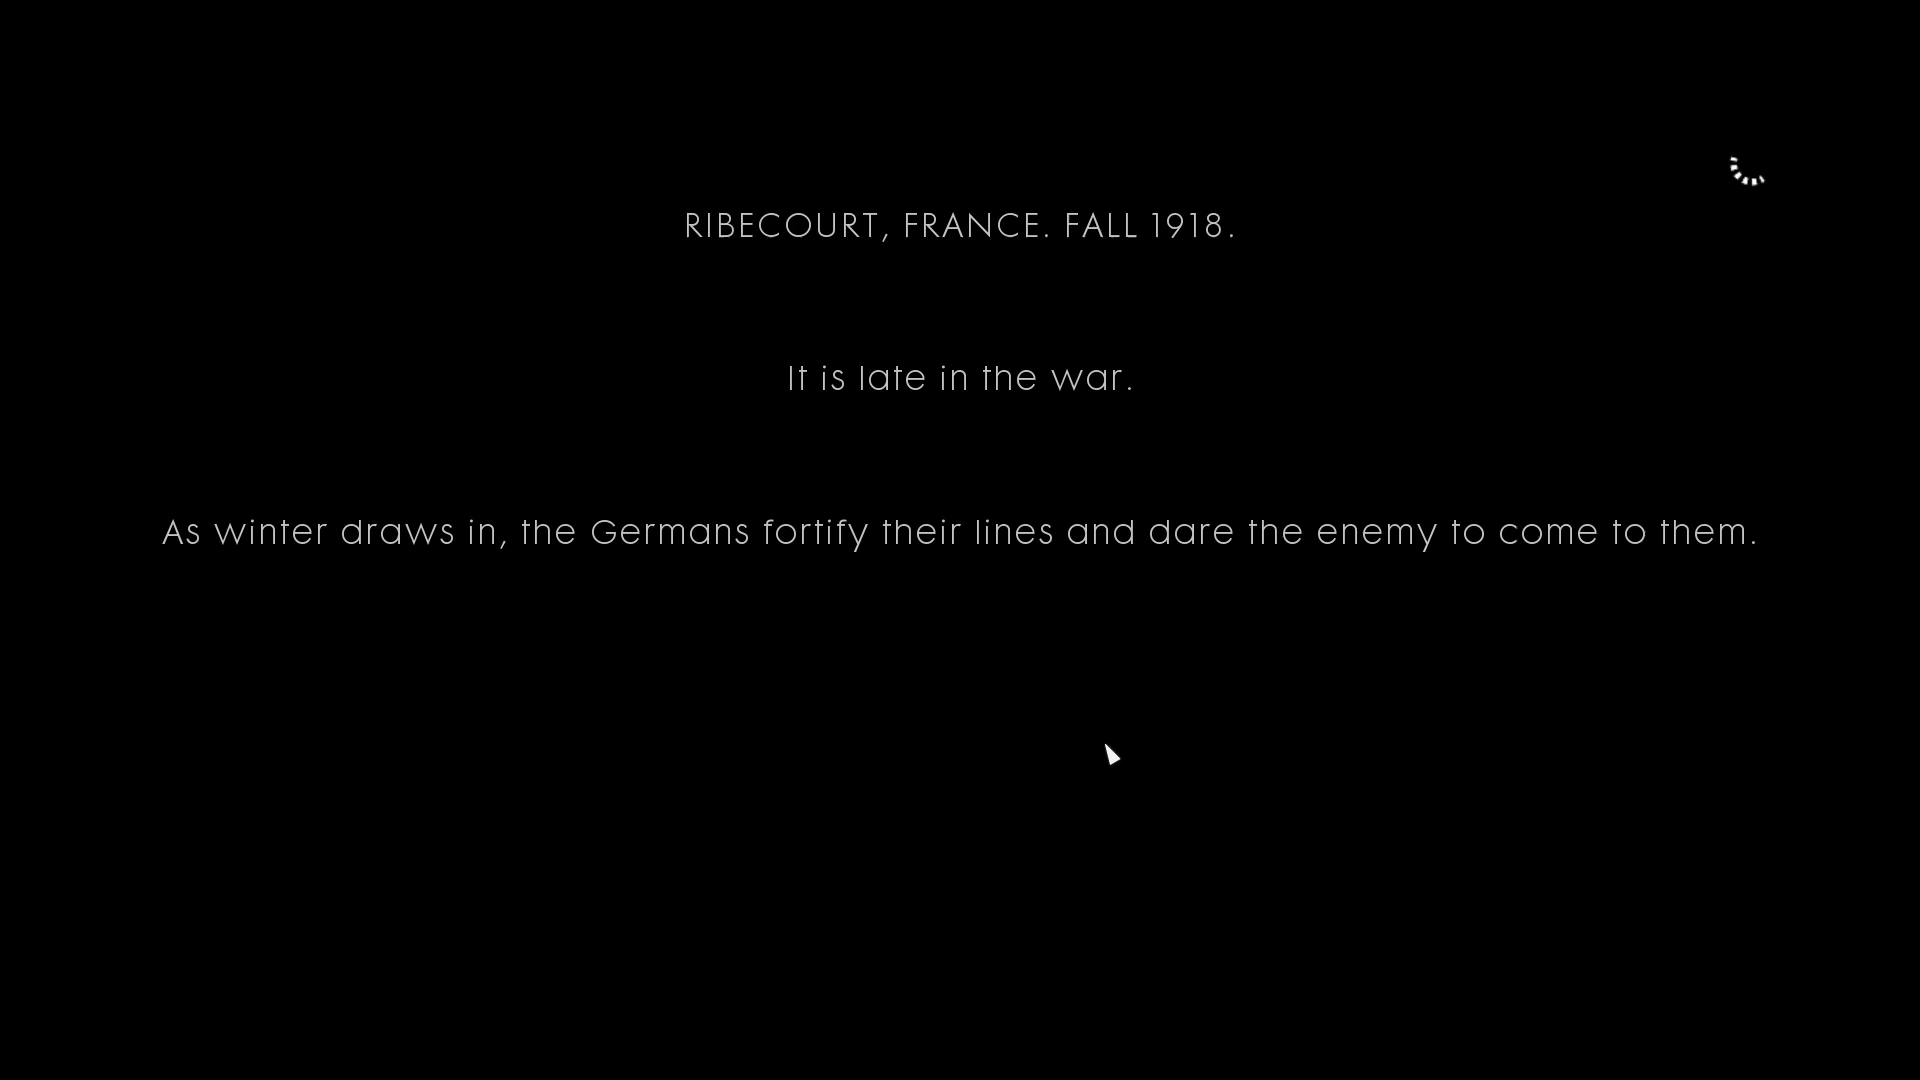 RIBECOURT, FRANCE. FALL 1918.
It is late in the war.
As winter draws in, the Germans fortify their lines and dare the enemy to come to them.